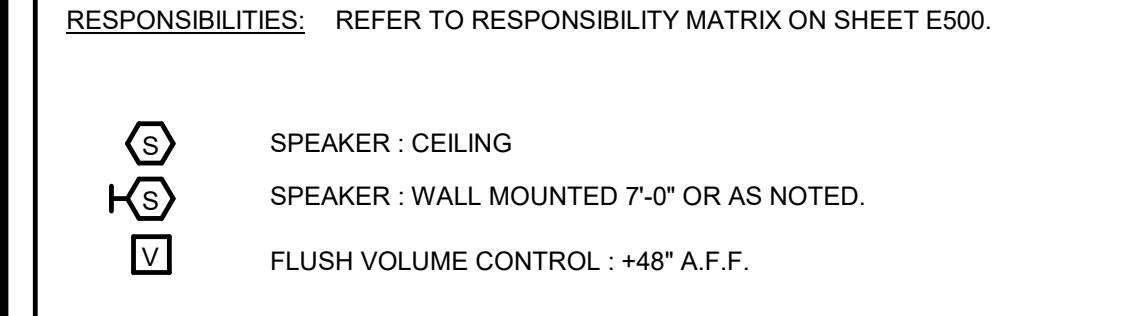 RESPONSIBILITIES: REFER TO RESPONSIBILITY MATRIX ON SHEET E500.
S SPEAKER : CEILING
S SPEAKER : WALL MOUNTED 7'-0" OR AS NOTED.
V FLUSH VOLUME CONTROL : +48" A.F.F.